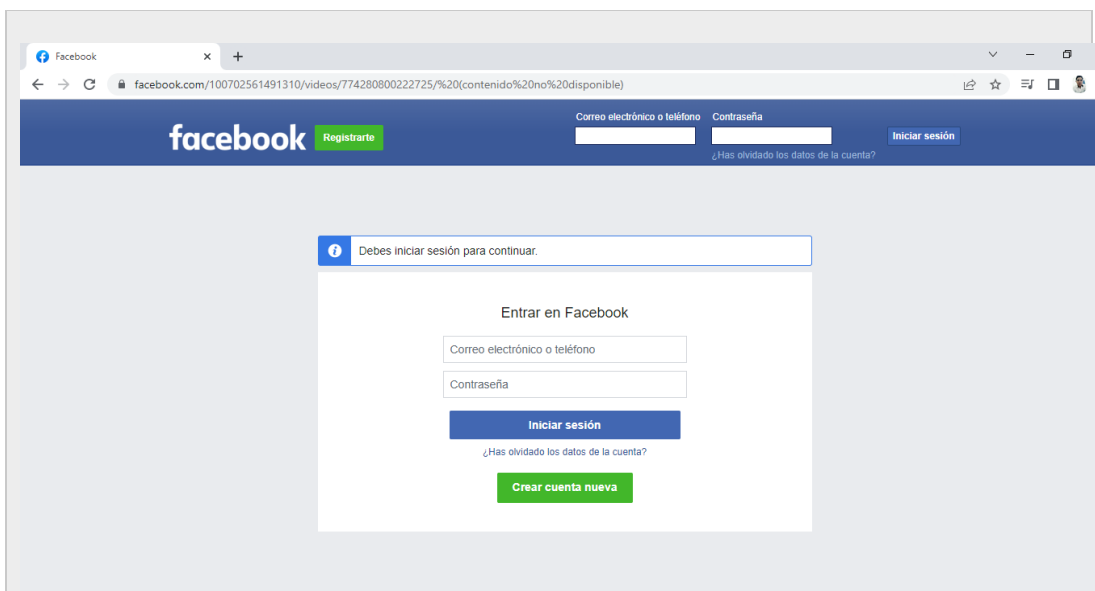 Facebook
facebook.com/100702561491310/videos/774280800222725/%20(contenido%20no%20disponible)
Correo electrónico o teléfono Contraseña
facebook Registrarte Iniciar sesión
¿Has olvidado los datos de la cuenta?
Debes iniciar sesión para continuar.
Entrar en Facebook
Correo electrónico o teléfono
Contraseña
Iniciar sesión
¿Has olvidado los datos de la cuenta?
Crear cuenta nueva